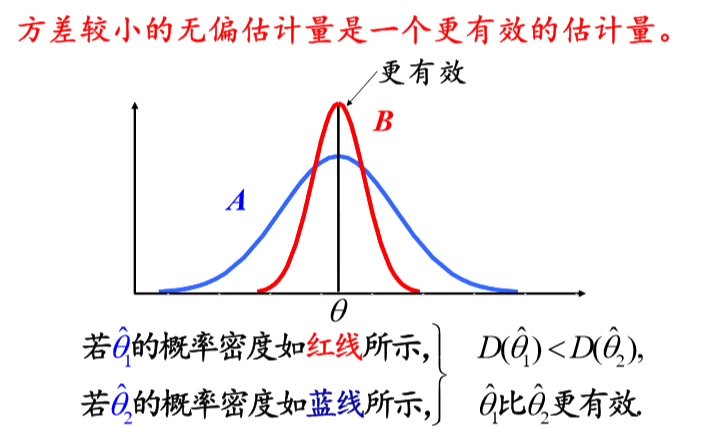 方差较小的无偏估计量是一个更有效的估计量。
更有效
B
A
θ
若θ̂₁的概率密度如红线所示, D(θ̂₁)<D(θ̂₂),
若θ̂₂的概率密度如蓝线所示, θ̂₁比θ̂₂更有效.